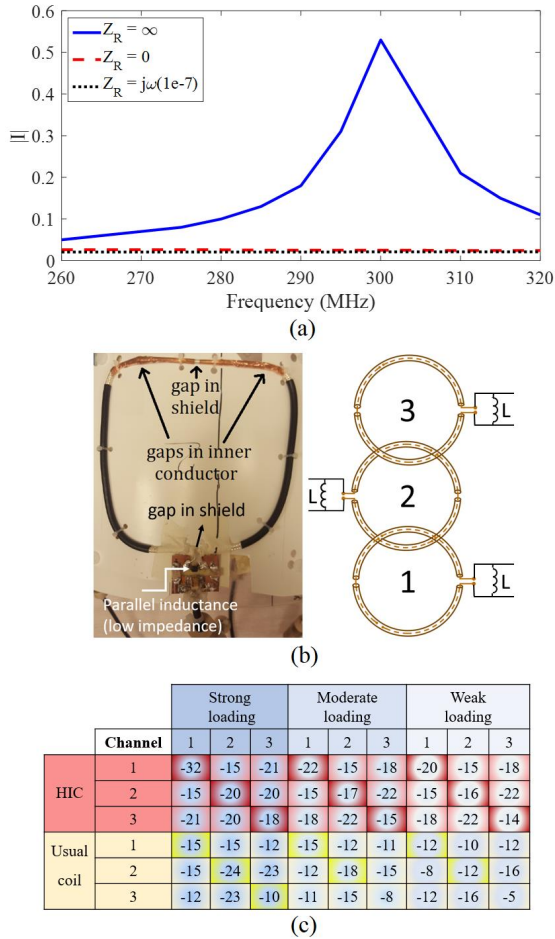 0.6
0.5
0.4
0.3
0.2
0.1
0
|I|
Z_R = ∞
Z_R = 0
Z_R = jω(1e-7)
260 270 280 290 300 310 320
Frequency (MHz)
(a)
gap in
shield
gaps in inner
conductor
gap in shield
Parallel inductance
(low impedance)
3
L
L
2
1
L
(b)
Strong loading Moderate loading Weak loading
Channel 1 2 3 1 2 3 1 2 3
HIC
1 -32 -15 -21 -22 -15 -18 -20 -15 -18
2 -15 -20 -20 -15 -17 -22 -15 -16 -22
3 -21 -20 -18 -18 -22 -15 -18 -22 -14
Usual coil
1 -15 -15 -12 -15 -12 -11 -12 -10 -12
2 -15 -24 -23 -12 -18 -15 -8 -12 -16
3 -12 -23 -10 -11 -15 -8 -12 -16 -5
(c)